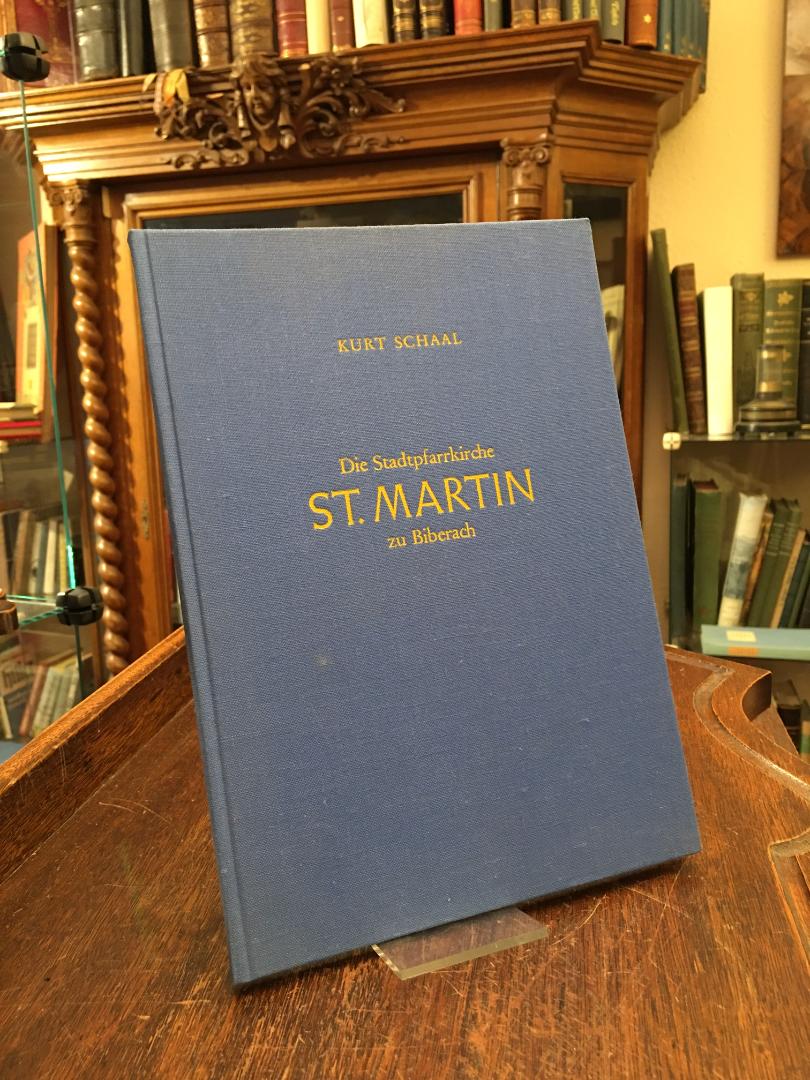 KURT SCHAAL
Die Stadtpfarrkirche
ST. MARTIN
zu Biberach